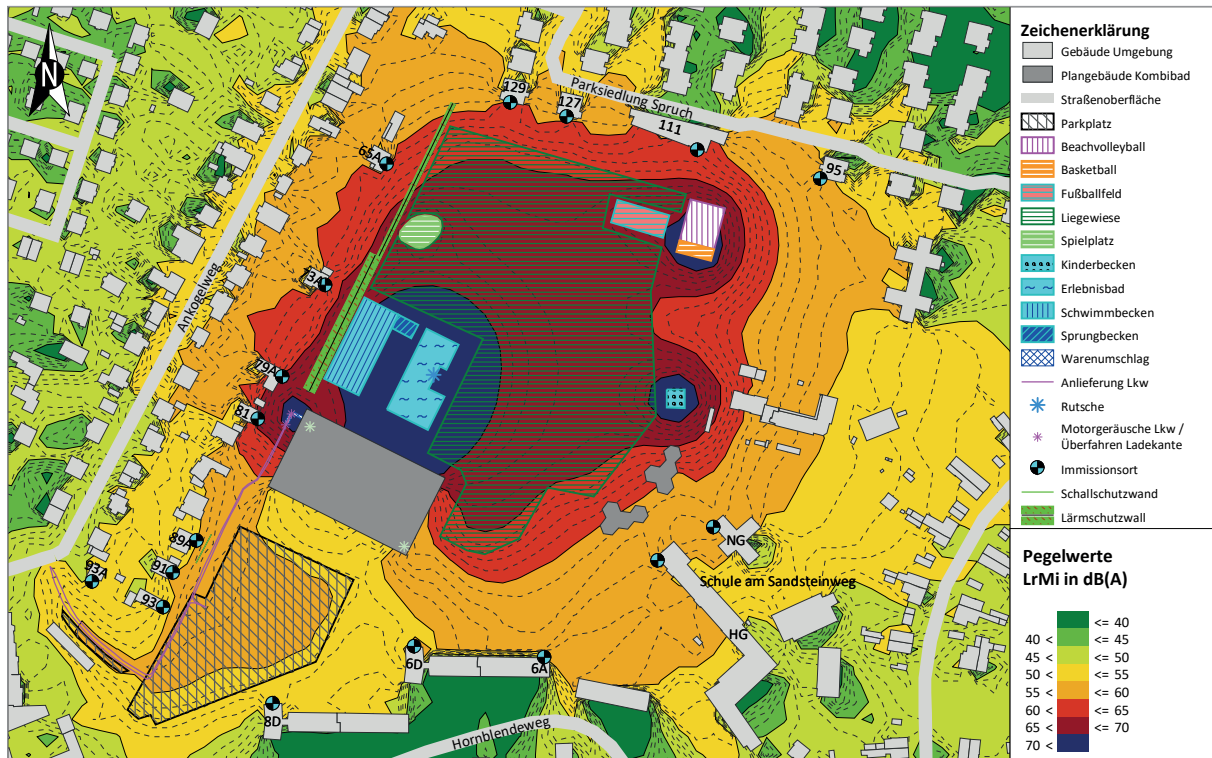 N
Ankogelweg
65A
129
127
Parksiedlung Spruch
111
95
73A
79A
81
89A
91
93A
93
6D
6A
8D
NG
Schule am Sandsteinweg
HG
Hornblendeweg
Zeichenerklärung
Gebäude Umgebung
Plangebäude Kombibad
Straßenoberfläche
Parkplatz
Beachvolleyball
Basketball
Fußballfeld
Liegewiese
Spielplatz
Kinderbecken
Erlebnisbad
Schwimmbecken
Sprungbecken
Warenumschlag
Anlieferung Lkw
Rutsche
Motorgeräusche Lkw /
Überfahren Ladekante
Immissionsort
Schallschutzwand
Lärmschutzwall
Pegelwerte
LrMi in dB(A)
<= 40
40 < <= 45
45 < <= 50
50 < <= 55
55 < <= 60
60 < <= 65
65 < <= 70
70 <